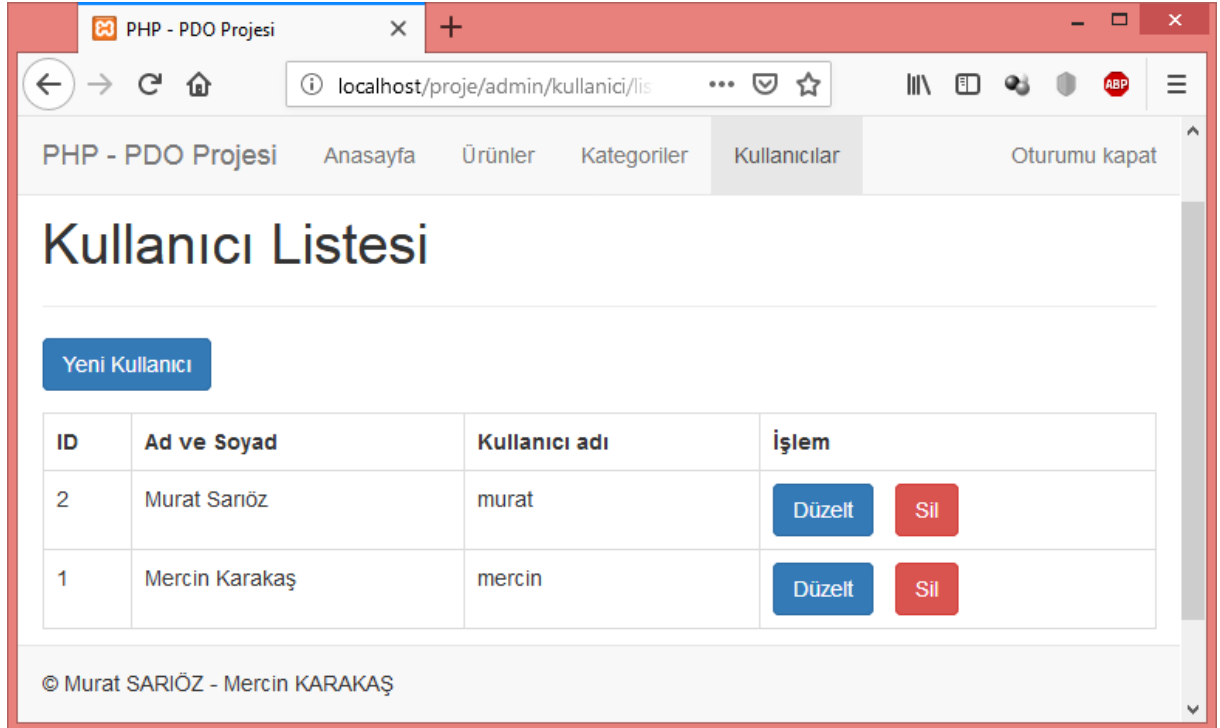 PHP - PDO Projesi
localhost/proje/admin/kullanici/lis
ABP
PHP - PDO Projesi Anasayfa Ürünler Kategoriler Kullanıcılar Oturumu kapat
Kullanıcı Listesi
Yeni Kullanıcı
ID Ad ve Soyad Kullanıcı adı İşlem
2 Murat Sarıöz murat Düzelt Sil
1 Mercin Karakaş mercin Düzelt Sil
© Murat SARIÖZ - Mercin KARAKAŞ